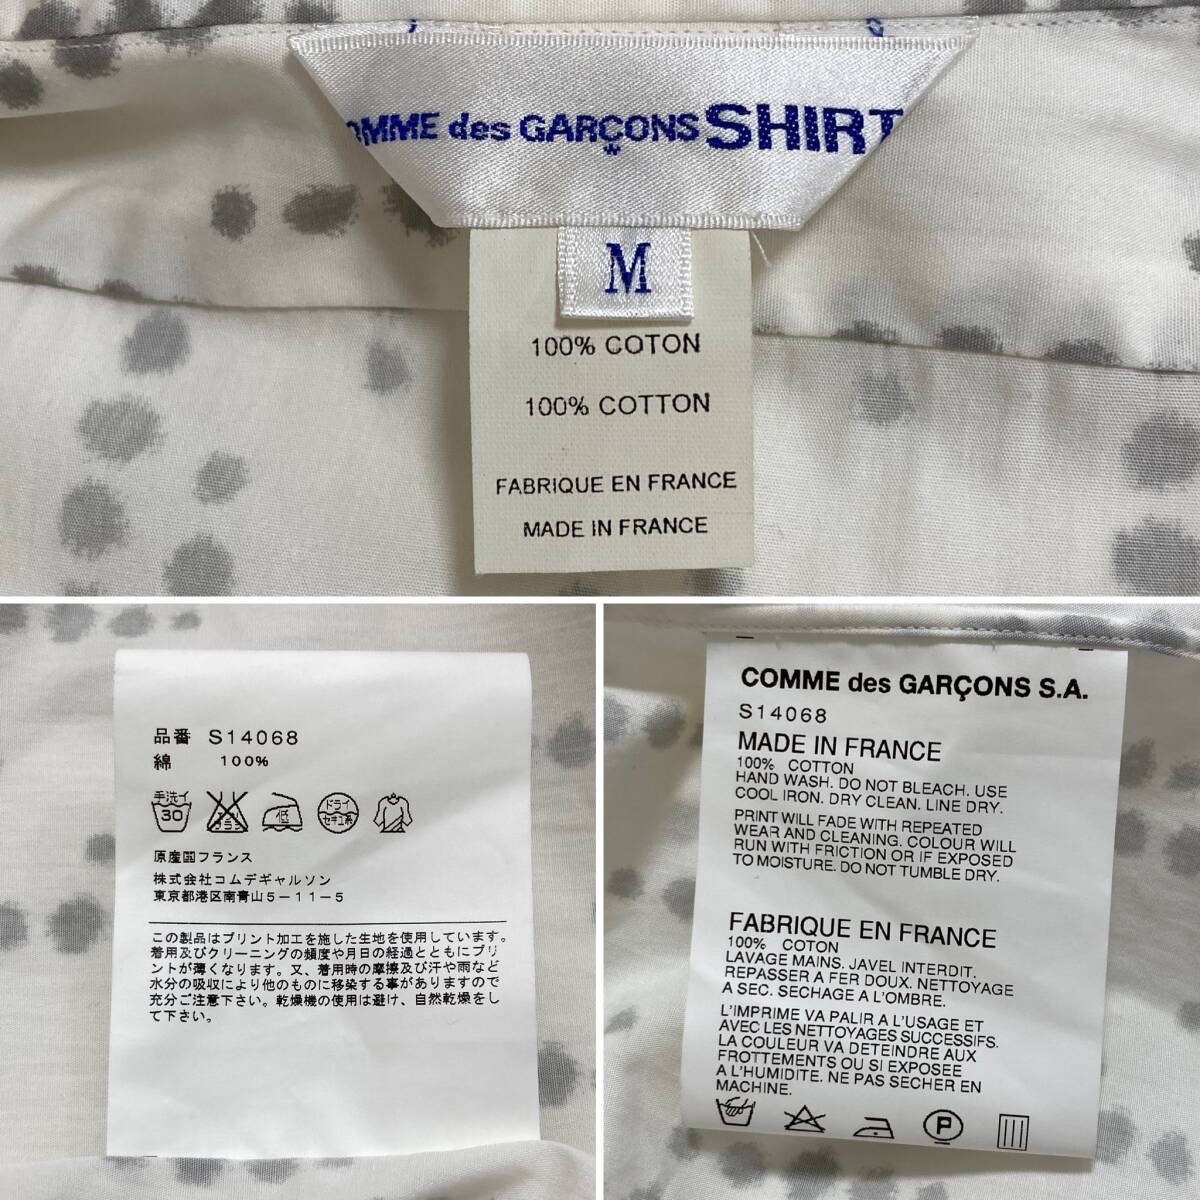 OMME des GARÇONS SHIRT
M
100% COTON
100% COTTON
FABRIQUE EN FRANCE
MADE IN FRANCE
品番 S14068
綿 100%
手洗イ
30
エンソ
サラシ
低
ドライ
セキユ系
原産国フランス
株式会社コムデギャルソン
東京都港区南青山5-11-5
この製品はプリント加工を施した生地を使用しています。
着用及びクリーニングの頻度や月日の経過とともにプリ
ントが薄くなります。又、着用時の摩擦及び汗や雨など
水分の吸収により他のものに移染する事がありますので
充分ご注意下さい。乾燥機の使用は避け、自然乾燥をし
て下さい。
COMME des GARÇONS S.A.
S14068
MADE IN FRANCE
100% COTTON
HAND WASH. DO NOT BLEACH. USE
COOL IRON. DRY CLEAN. LINE DRY.
PRINT WILL FADE WITH REPEATED
WEAR AND CLEANING. COLOUR WILL
RUN WITH FRICTION OR IF EXPOSED
TO MOISTURE. DO NOT TUMBLE DRY.
FABRIQUE EN FRANCE
100% COTON
LAVAGE MAINS. JAVEL INTERDIT.
REPASSER A FER DOUX. NETTOYAGE
A SEC. SECHAGE A L'OMBRE.
L'IMPRIME VA PALIR A L'USAGE ET
AVEC LES NETTOYAGES SUCCESSIFS.
LA COULEUR VA DETEINDRE AUX
FROTTEMENTS OU SI EXPOSEE
A L'HUMIDITE. NE PAS SECHER EN
MACHINE.
P